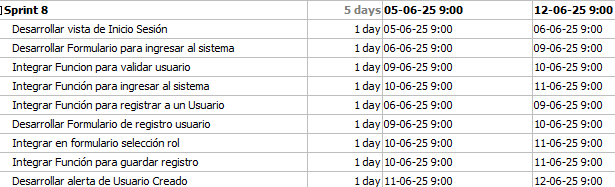 Sprint 8 5 days 05-06-25 9:00 12-06-25 9:00
Desarrollar vista de Inicio Sesión 1 day 05-06-25 9:00 06-06-25 9:00
Desarrollar Formulario para ingresar al sistema 1 day 06-06-25 9:00 09-06-25 9:00
Integrar Funcion para validar usuario 1 day 09-06-25 9:00 10-06-25 9:00
Integrar Función para ingresar al sistema 1 day 10-06-25 9:00 11-06-25 9:00
Integrar Función para registrar a un Usuario 1 day 06-06-25 9:00 09-06-25 9:00
Desarrollar Formulario de registro usuario 1 day 09-06-25 9:00 10-06-25 9:00
Integrar en formulario selección rol 1 day 10-06-25 9:00 11-06-25 9:00
Integrar Función para guardar registro 1 day 10-06-25 9:00 11-06-25 9:00
Desarrollar alerta de Usuario Creado 1 day 11-06-25 9:00 12-06-25 9:00